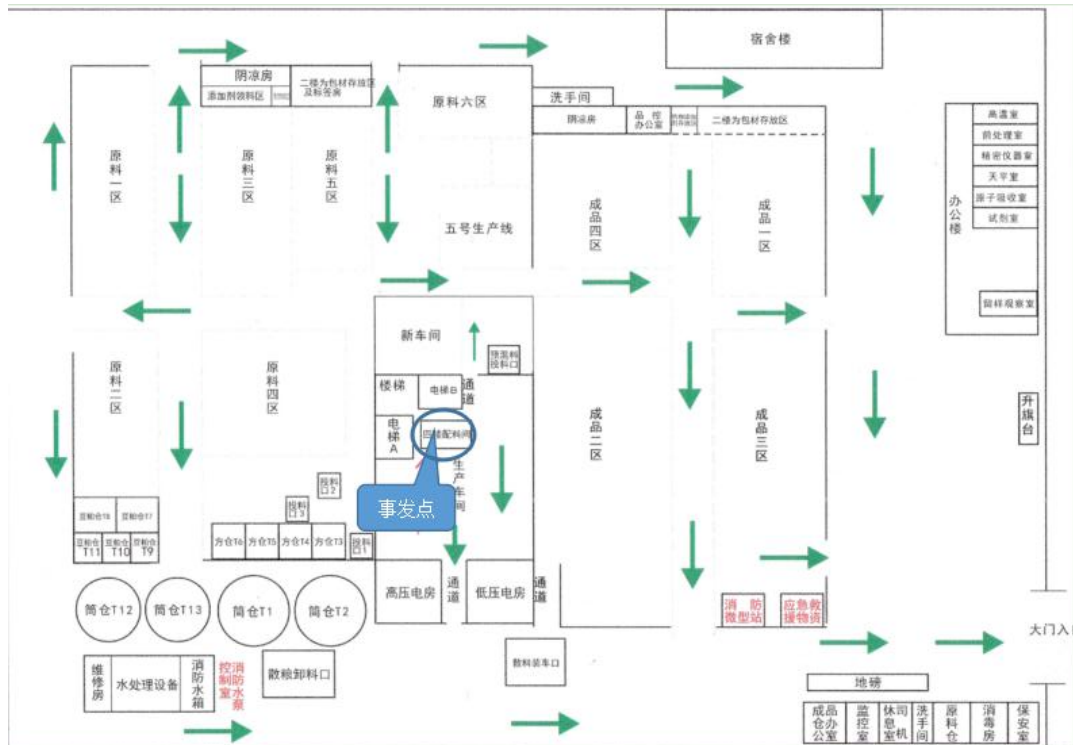 宿舍楼
阴凉房
添加剂领料区
二楼为包材存放区
及标签房
原料六区
洗手间
阴凉房
品控
办公室
二楼为包材存放区
高温室
前处理室
精密仪器室
天平室
原子吸收室
试剂室
留样观察室
办公楼
原料一区
原料三区
原料五区
五号生产线
成品四区
成品一区
新车间
预混料
投料口
楼梯
电梯B
通道
原料二区
原料四区
电梯A
四楼配料间
生产车间
事发点
成品二区
成品三区
升旗台
投料
口2
投料
口3
投料
口1
豆粕仓T8
豆粕仓T7
豆粕仓
T11
豆粕仓
T10
豆粕仓
T9
方仓T6
方仓T5
方仓T4
方仓T3
高压电房
通道
低压电房
通道
筒仓T12
筒仓T13
筒仓T1
筒仓T2
消防
微型站
应急救
援物资
大门入口
维修房
水处理设备
消防水箱
消防水泵
控制室
散粮卸料口
散料装车口
地磅
成品
仓办
公室
监控室
司机
休息室
洗手间
原料仓
消毒房
保安室